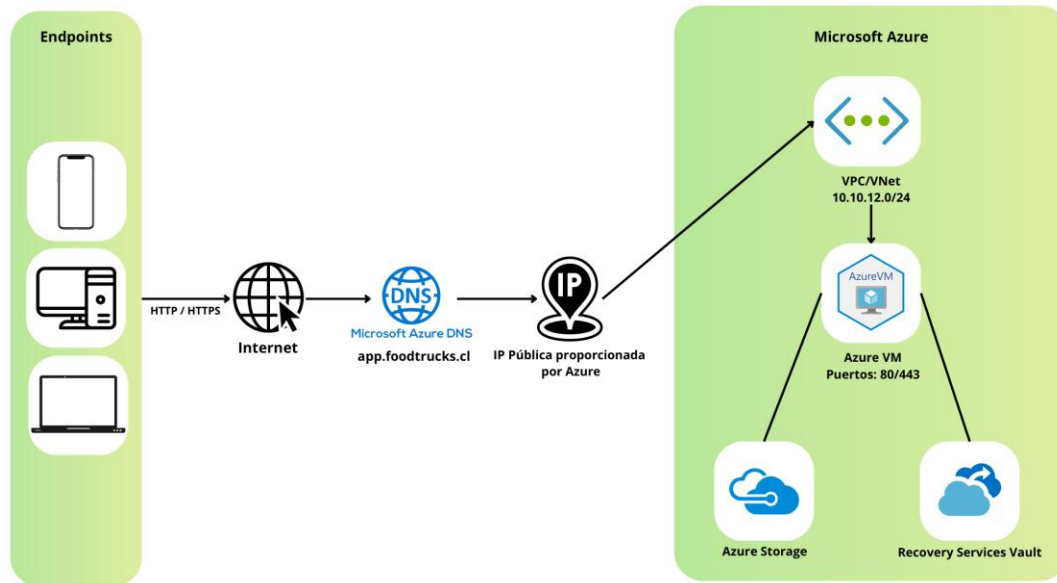 Endpoints
HTTP / HTTPS
Internet
DNS
Microsoft Azure DNS
app.foodtrucks.cl
IP
IP Pública proporcionada
por Azure
Microsoft Azure
VPC/VNet
10.10.12.0/24
AzureVM
Azure VM
Puertos: 80/443
Azure Storage
Recovery Services Vault